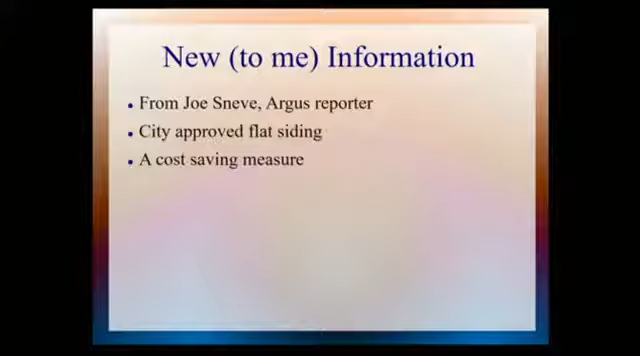 New (to me) Information
• From Joe Sneve, Argus reporter
• City approved flat siding
• A cost saving measure